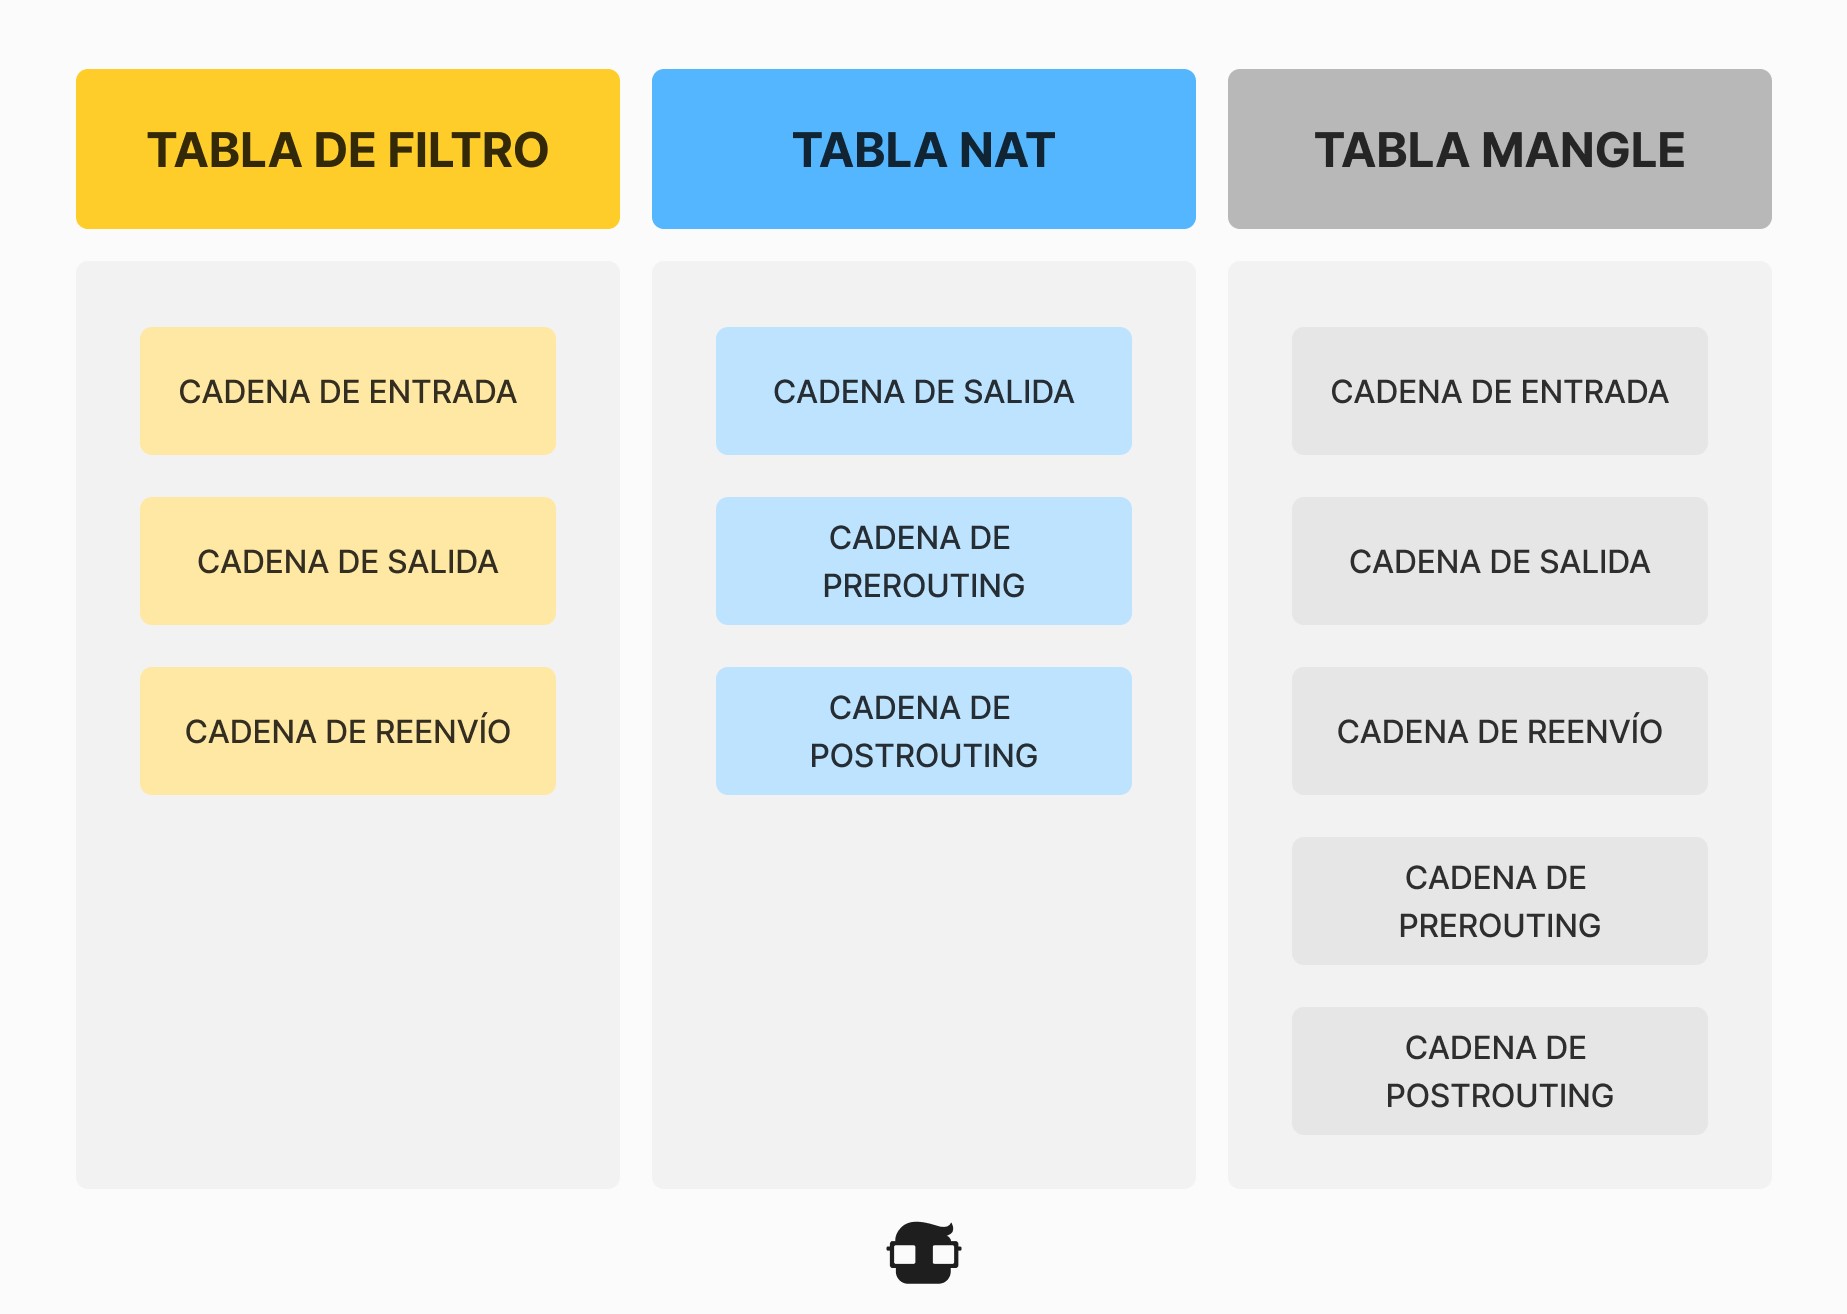 TABLA DE FILTRO
CADENA DE ENTRADA
CADENA DE SALIDA
CADENA DE REENVÍO
TABLA NAT
CADENA DE SALIDA
CADENA DE
PREROUTING
CADENA DE
POSTROUTING
TABLA MANGLE
CADENA DE ENTRADA
CADENA DE SALIDA
CADENA DE REENVÍO
CADENA DE
PREROUTING
CADENA DE
POSTROUTING